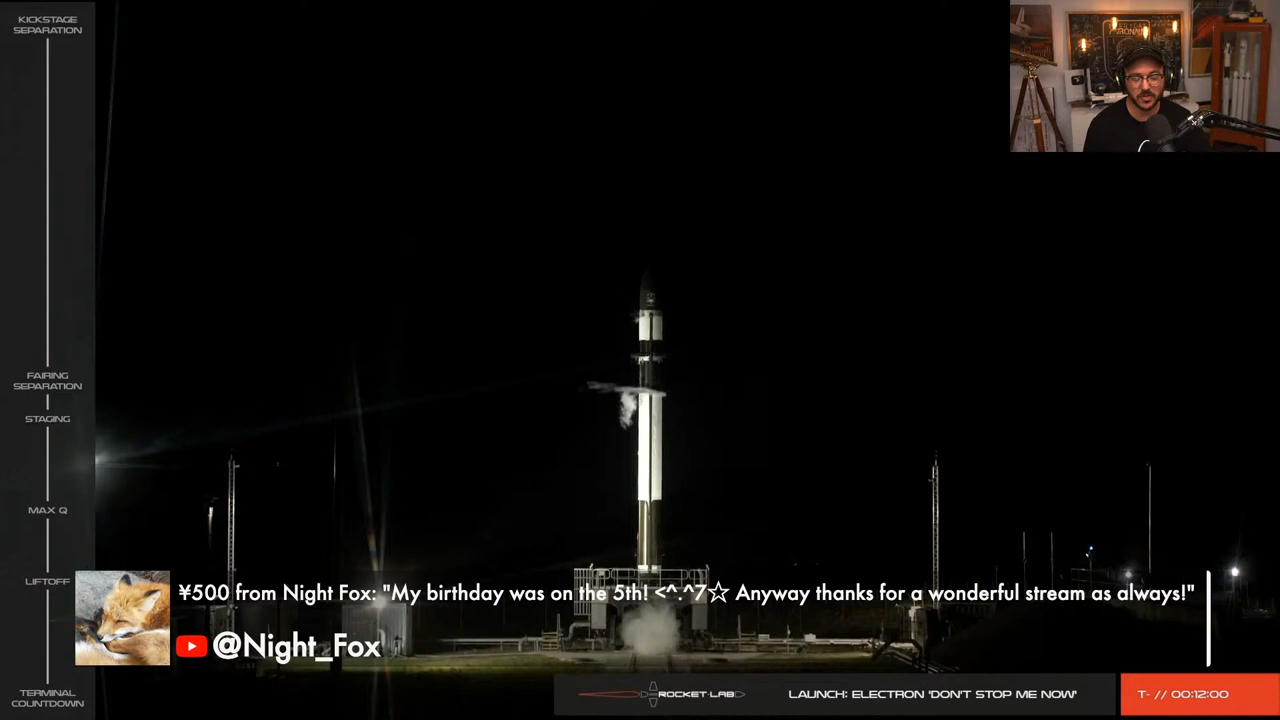 KICKSTAGE
SEPARATION
FAIRING
SEPARATION
STAGING
MAX Q
LIFTOFF
¥500 from Night Fox: "My birthday was on the 5th! <^.^7☆ Anyway thanks for a wonderful stream as always!"
@Night_Fox
TERMINAL
COUNTDOWN
ROCKET LAB
LAUNCH: ELECTRON 'DON'T STOP ME NOW'
T- // 00:12:00